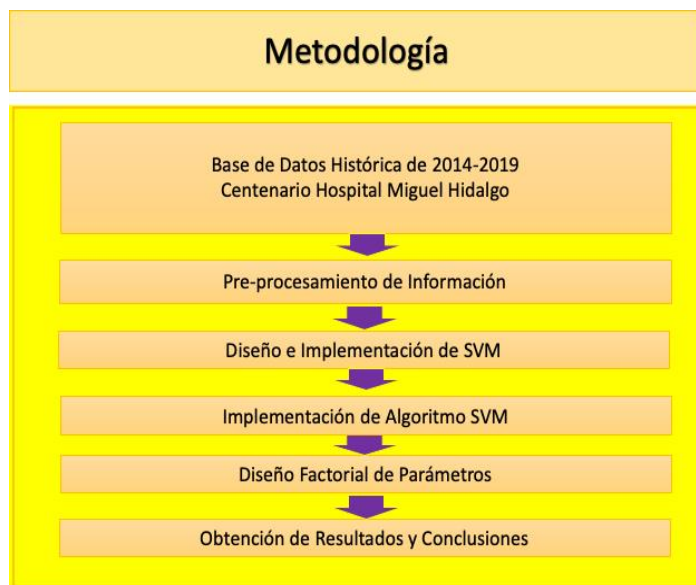 Metodología
Base de Datos Histórica de 2014-2019
Centenario Hospital Miguel Hidalgo
Pre-procesamiento de Información
Diseño e Implementación de SVM
Implementación de Algoritmo SVM
Diseño Factorial de Parámetros
Obtención de Resultados y Conclusiones